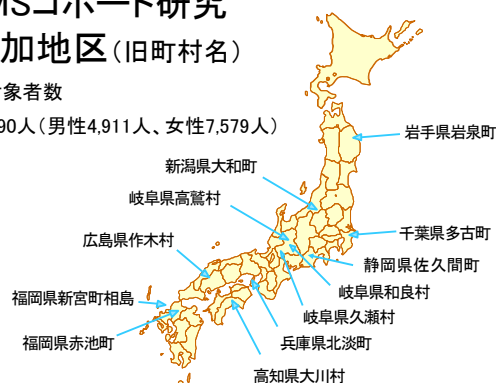 MSコホート研究
加地区(旧町村名)
象者数
90人(男性4,911人、女性7,579人)
岩手県岩泉町
新潟県大和町
岐阜県高鷲村
千葉県多古町
広島県作木村
静岡県佐久間町
岐阜県和良村
福岡県新宮町相島
岐阜県久瀬村
福岡県赤池町
兵庫県北淡町
高知県大川村